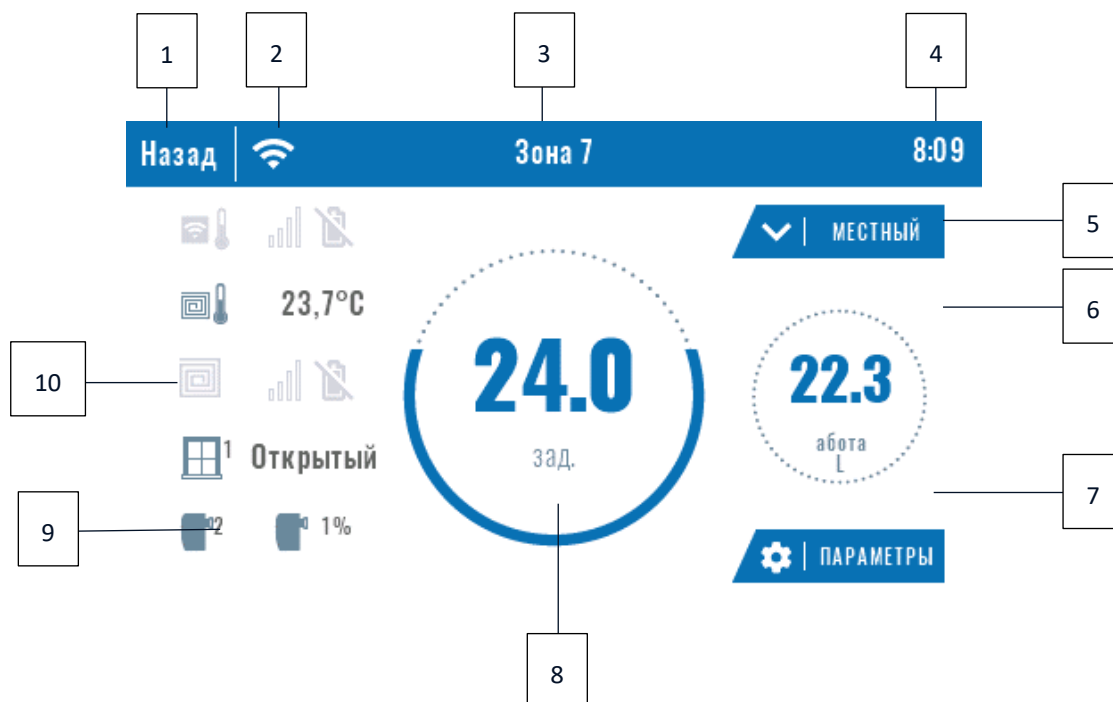 1
2
3
4
Назад
Зона 7
8:09
МЕСТНЫЙ
5
6
23,7°C
24.0
зад.
22.3
абота
L
10
1
Открытый
7
9
2
1%
ПАРАМЕТРЫ
8